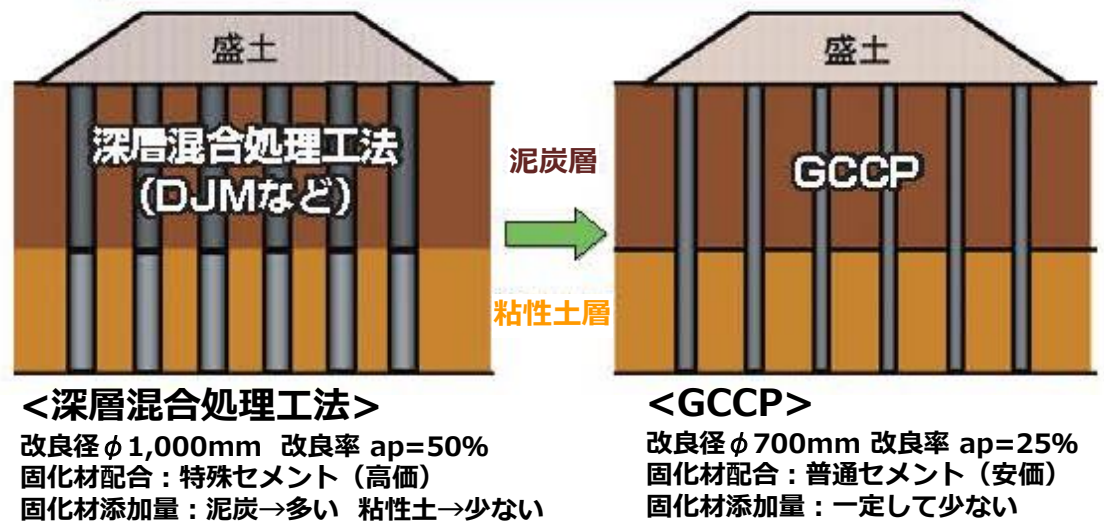 盛土
深層混合処理工法
(DJMなど)
泥炭層
粘性土層
盛土
GCCP
<深層混合処理工法>
改良径φ1,000mm 改良率 ap=50%
固化材配合：特殊セメント（高価）
固化材添加量：泥炭→多い 粘性土→少ない
<GCCP>
改良径φ700mm 改良率 ap=25%
固化材配合：普通セメント（安価）
固化材添加量：一定して少ない